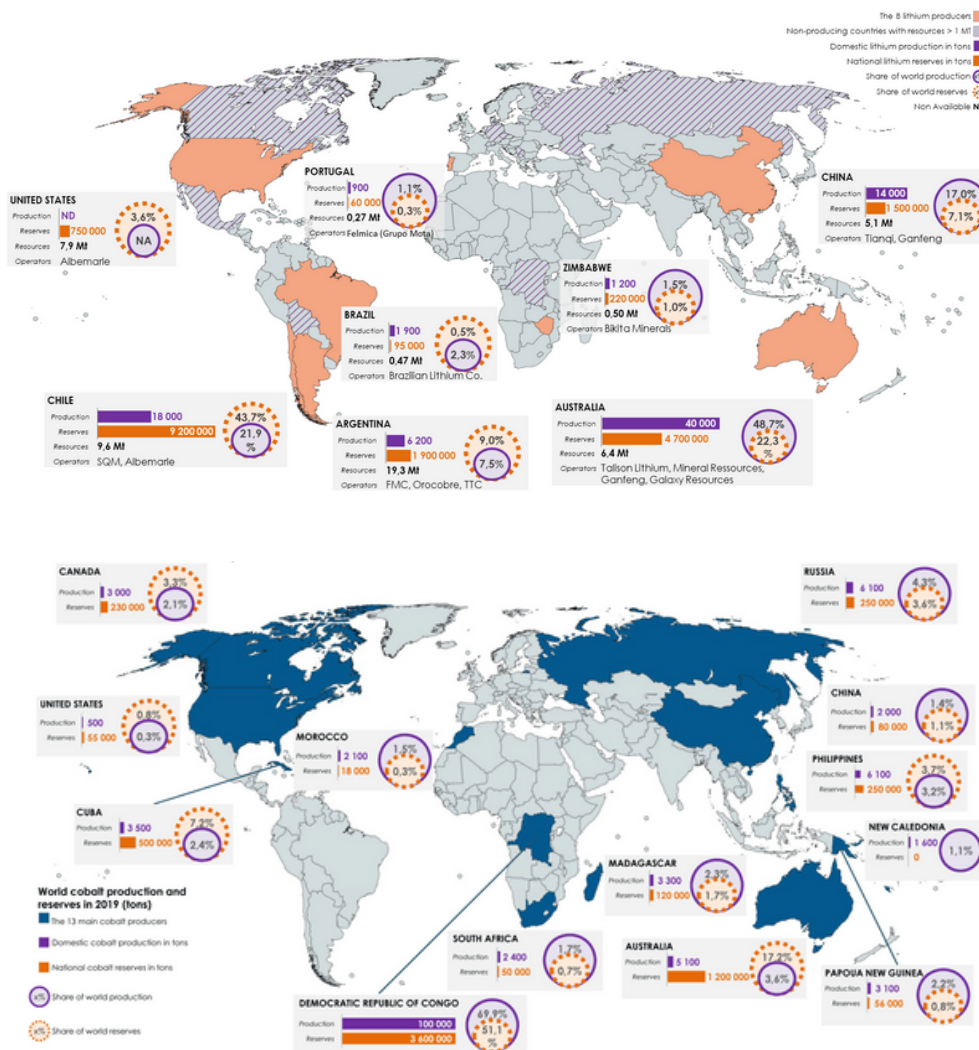 The 8 lithium producers
Non-producing countries with resources > 1 MT
Domestic lithium production in tons
National lithium reserves in tons
Share of world production
Share of world reserves
Non Available N
UNITED STATES
Production ND
Reserves 750 000
Resources 7,9 Mt
Operators Albemarle
3,6%
NA
PORTUGAL
Production 900
Reserves 60 000
Resources 0,27 Mt
Operators Felmica (Grupo Mota)
1,1%
0,3%
CHINA
Production 14 000
Reserves 1 500 000
Resources 5,1 Mt
Operators Tianqi, Ganfeng
17,0%
7,1%
ZIMBABWE
Production 1 200
Reserves 220 000
Resources 0,50 Mt
Operators Bikita Minerals
1,5%
1,0%
BRAZIL
Production 1 900
Reserves 95 000
Resources 0,47 Mt
Operators Brazilian Lithium Co.
0,5%
2,3%
CHILE
Production 18 000
Reserves 9 200 000
Resources 9,6 Mt
Operators SQM, Albemarle
43,7%
21,9
%
ARGENTINA
Production 6 200
Reserves 1 900 000
Resources 19,3 Mt
Operators FMC, Orocobre, TTC
9,0%
7,5%
AUSTRALIA
Production 40 000
Reserves 4 700 000
Resources 6,4 Mt
Operators Talison Lithium, Mineral Ressources,
Ganfeng, Galaxy Resources
48,7%
22,3
%
CANADA
Production 3 000
Reserves 230 000
3,3%
2,1%
RUSSIA
Production 6 100
Reserves 250 000
4,3%
3,6%
UNITED STATES
Production 500
Reserves 55 000
0,8%
0,3%
MOROCCO
Production 2 100
Reserves 18 000
1,5%
0,3%
CHINA
Production 2 000
Reserves 80 000
1,4%
1,1%
PHILIPPINES
Production 6 100
Reserves 250 000
3,7%
3,2%
CUBA
Production 3 500
Reserves 500 000
7,2%
2,4%
NEW CALEDONIA
Production 1 600
Reserves 0
1,1%
MADAGASCAR
Production 3 300
Reserves 120 000
2,3%
1,7%
World cobalt production and
reserves in 2019 (tons)
The 13 main cobalt producers
Domestic cobalt production in tons
National cobalt reserves in tons
x% Share of world production
x% Share of world reserves
SOUTH AFRICA
Production 2 400
Reserves 50 000
1,7%
0,7%
AUSTRALIA
Production 5 100
Reserves 1 200 000
17,2%
3,6%
PAPOUA NEW GUINEA
Production 3 100
Reserves 56 000
2,2%
0,8%
DEMOCRATIC REPUBLIC OF CONGO
Production 100 000
Reserves 3 600 000
69,9%
51,1
%